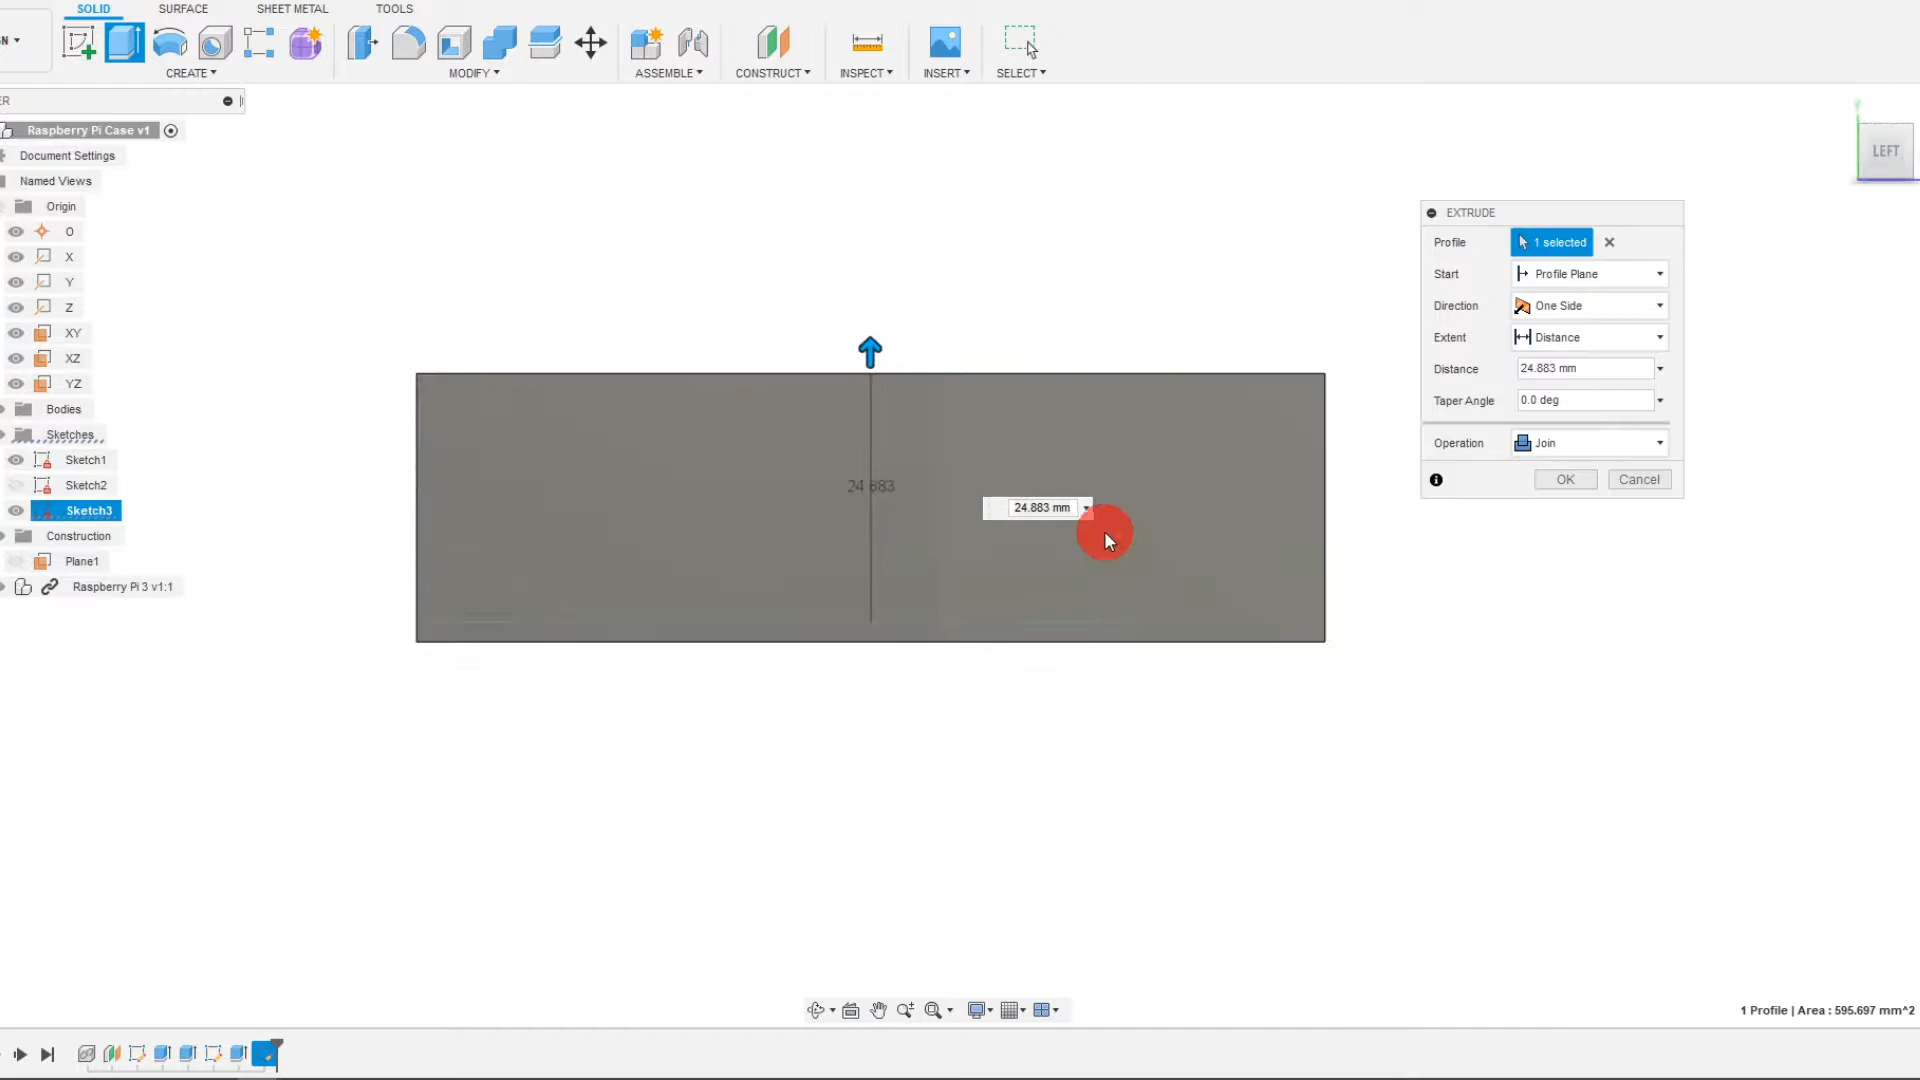 SOLID SURFACE SHEET METAL TOOLS
N
CREATE MODIFY ASSEMBLE CONSTRUCT INSPECT INSERT SELECT
ER
Raspberry Pi Case v1
Document Settings
Named Views
Origin
O
X
Y
Z
XY
XZ
YZ
Bodies
Sketches
Sketch1
Sketch2
Sketch3
Construction
Plane1
Raspberry Pi 3 v1:1
LEFT
24.883
24.883 mm
EXTRUDE
Profile 1 selected
Start Profile Plane
Direction One Side
Extent Distance
Distance 24.883 mm
Taper Angle 0.0 deg
Operation Join
OK Cancel
1 Profile | Area : 595.697 mm^2